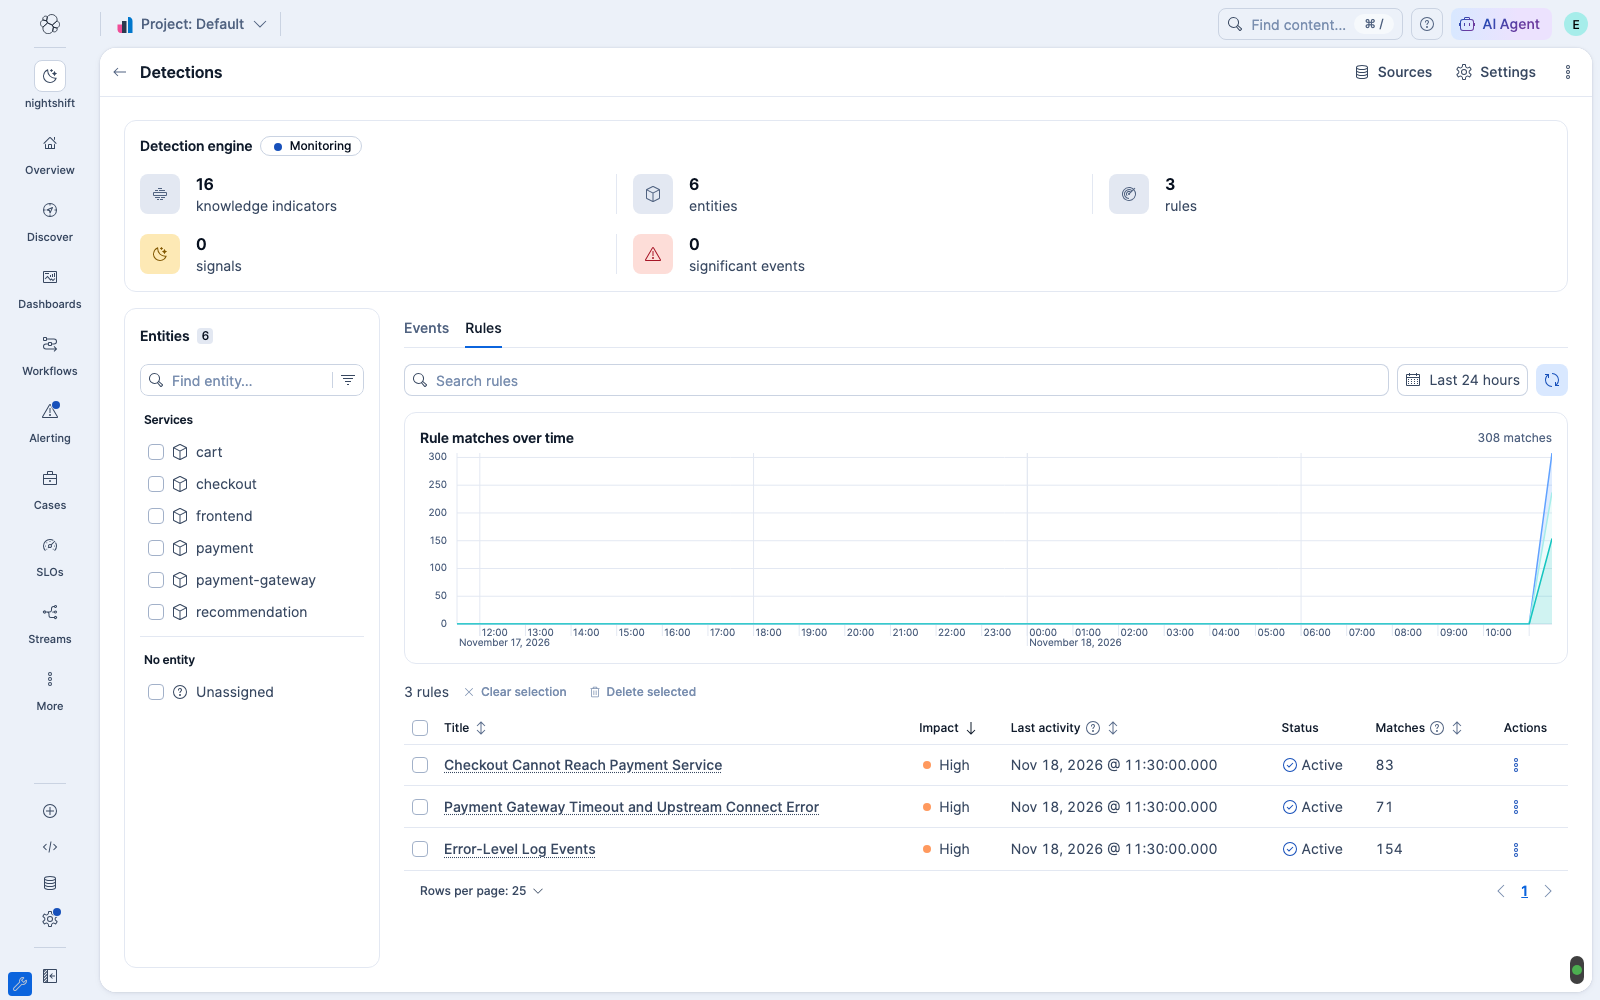 Project: Default
Find content...
⌘ /
AI Agent
E
nightshift
Overview
Discover
Dashboards
Workflows
Alerting
Cases
SLOs
Streams
More
Detections
Sources
Settings
Detection engine
Monitoring
16
knowledge indicators
6
entities
3
rules
0
signals
0
significant events
Entities 6
Find entity...
Services
cart
checkout
frontend
payment
payment-gateway
recommendation
No entity
Unassigned
Events Rules
Search rules
Last 24 hours
Rule matches over time
308 matches
300
250
200
150
100
50
0
12:00 13:00 14:00 15:00 16:00 17:00 18:00 19:00 20:00 21:00 22:00 23:00 00:00 01:00 02:00 03:00 04:00 05:00 06:00 07:00 08:00 09:00 10:00
November 17, 2026 November 18, 2026
3 rules Clear selection Delete selected
Title Impact Last activity Status Matches Actions
Checkout Cannot Reach Payment Service High Nov 18, 2026 @ 11:30:00.000 Active 83
Payment Gateway Timeout and Upstream Connect Error High Nov 18, 2026 @ 11:30:00.000 Active 71
Error-Level Log Events High Nov 18, 2026 @ 11:30:00.000 Active 154
Rows per page: 25
1